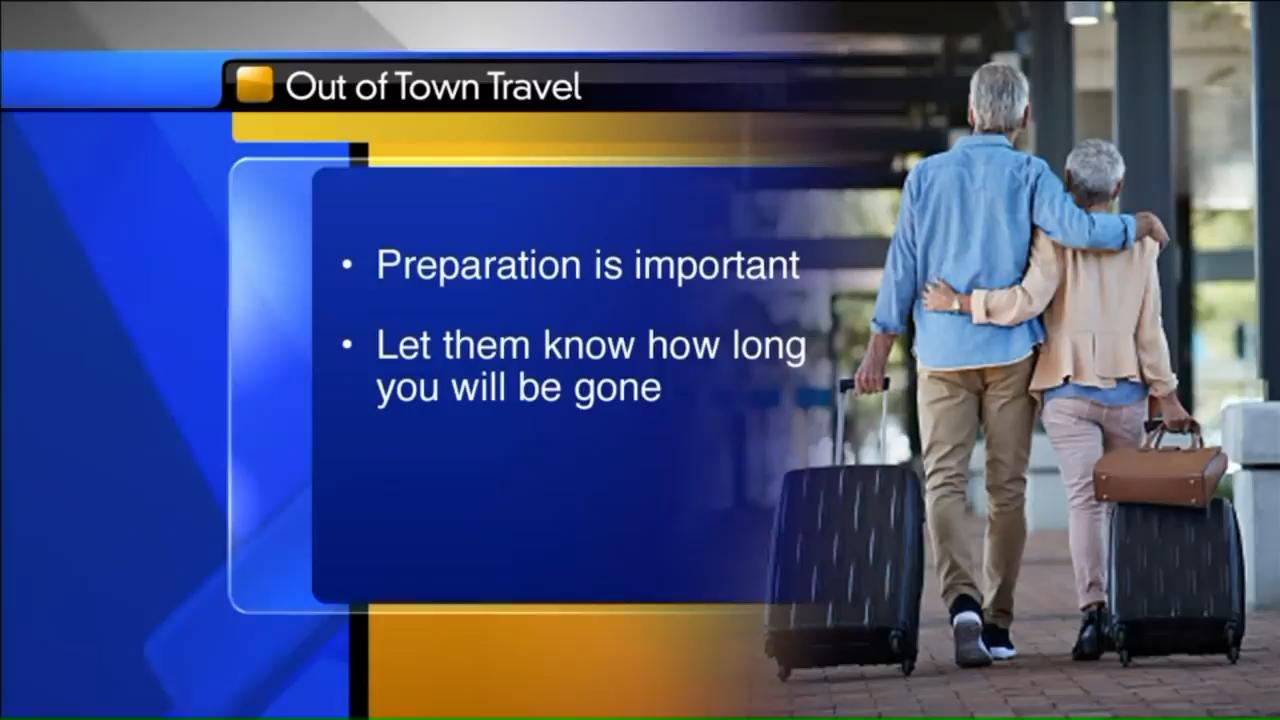 Out of Town Travel
• Preparation is important
• Let them know how long
you will be gone